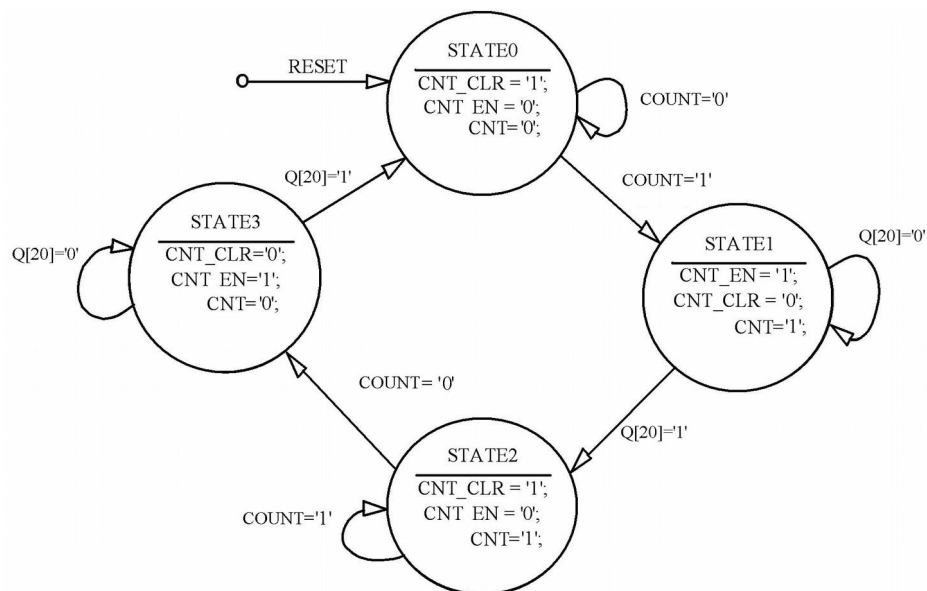 STATE0
RESET
CNT_CLR = '1';
CNT EN = '0';
CNT= '0';
COUNT='0'
Q[20]='1'
COUNT='1'
STATE3
Q[20]='0'
CNT_CLR='0';
CNT EN='1';
CNT='0';
STATE1
Q[20]='0'
CNT_EN = '1';
CNT_CLR = '0';
CNT='1';
COUNT= '0'
Q[20]='1'
STATE2
CNT_CLR = '1';
COUNT='1'
CNT EN = '0';
CNT='1';